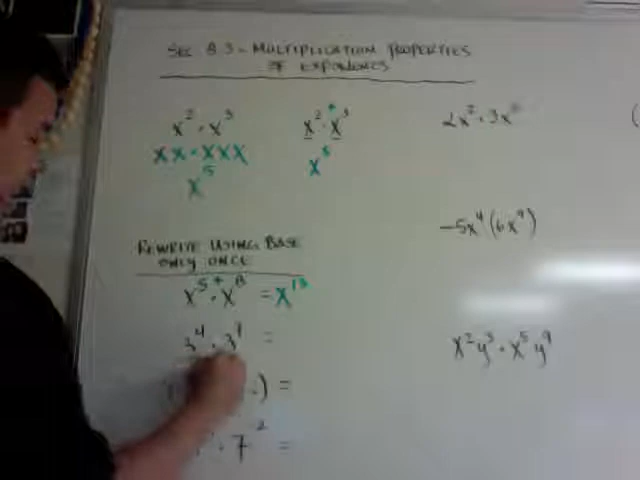 SEC 8.3 - MULTIPLICATION PROPERTIES
OF EXPONENTS
x² · x³
xx · xxx
x⁵
x² · x³
x⁵
REWRITE USING BASE
ONLY ONCE
x⁵ + · x⁸ = x¹³
3⁴ · 3 =
( ) =
· 7² =
2x² · 3x
-5x⁴(6x⁹)
x²y³ · x⁵y⁹